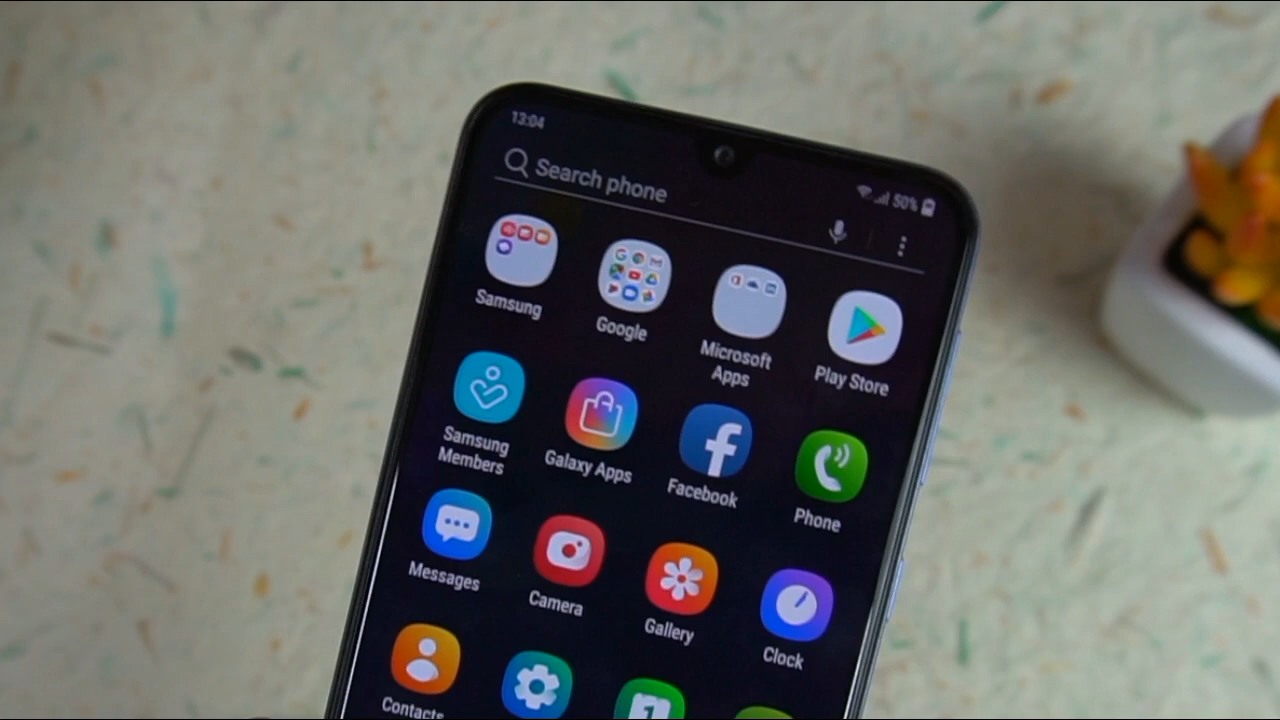 13:04
50%
Search phone
Samsung
Google
Microsoft
Apps
Play Store
Samsung
Members
Galaxy Apps
Facebook
Phone
Messages
Camera
Gallery
Clock
Contacts
1